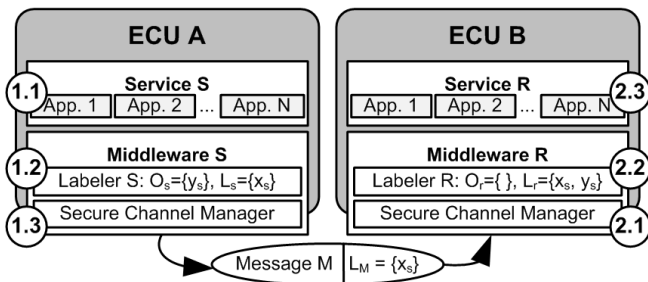 ECU A
1.1
Service S
App. 1 App. 2 ... App. N
1.2
Middleware S
Labeler S: Oₛ={yₛ}, Lₛ={xₛ}
1.3
Secure Channel Manager
ECU B
2.3
Service R
App. 1 App. 2 ... App. N
2.2
Middleware R
Labeler R: Oᵣ={ }, Lᵣ={xₛ, yₛ}
2.1
Secure Channel Manager
Message M L_M = {xₛ}